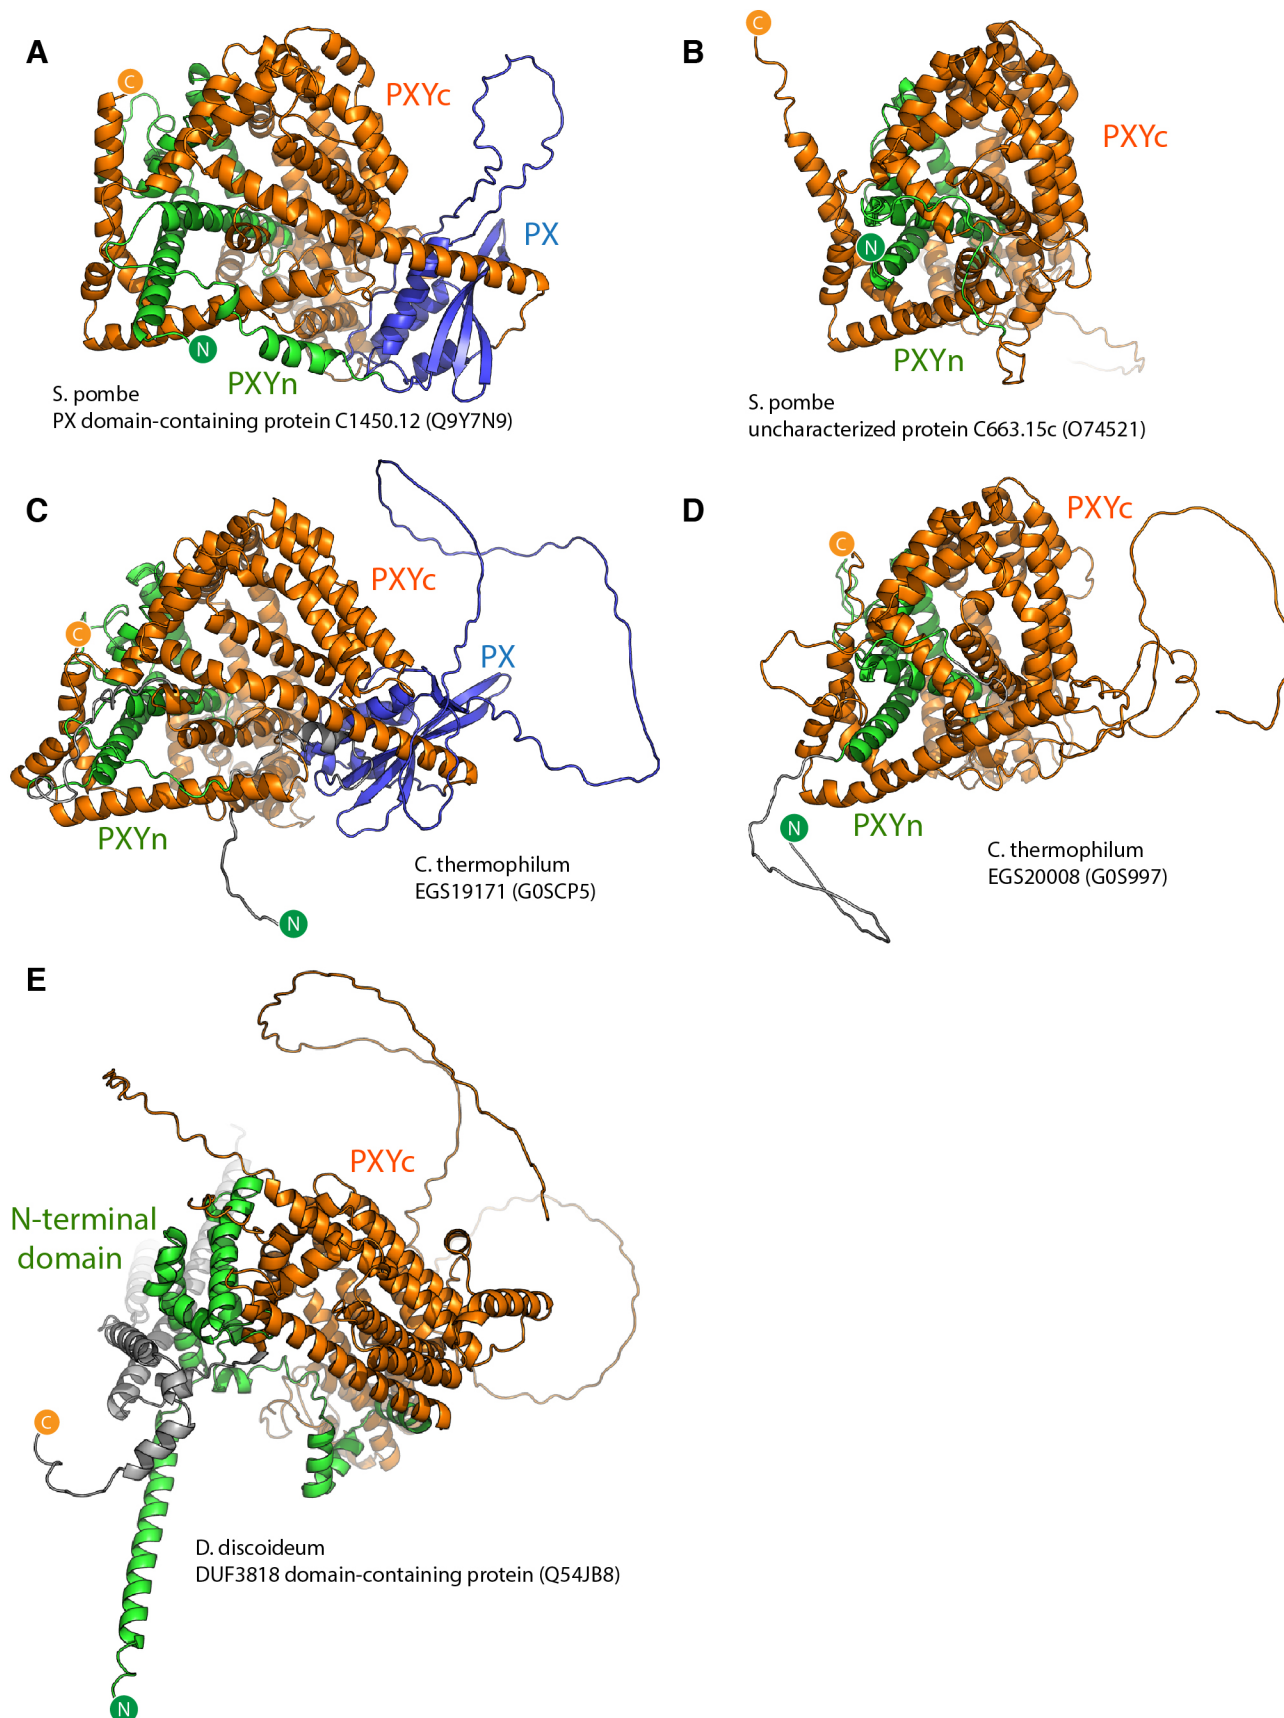 A
C
PXYc
PX
N
PXYn
S. pombe
PX domain-containing protein C1450.12 (Q9Y7N9)
B
C
PXYc
N
PXYn
S. pombe
uncharacterized protein C663.15c (O74521)
C
PXYc
C
PX
PXYn
C. thermophilum
EGS19171 (G0SCP5)
N
D
PXYc
C
N
PXYn
C. thermophilum
EGS20008 (G0S997)
E
PXYc
N-terminal
domain
C
D. discoideum
DUF3818 domain-containing protein (Q54JB8)
N